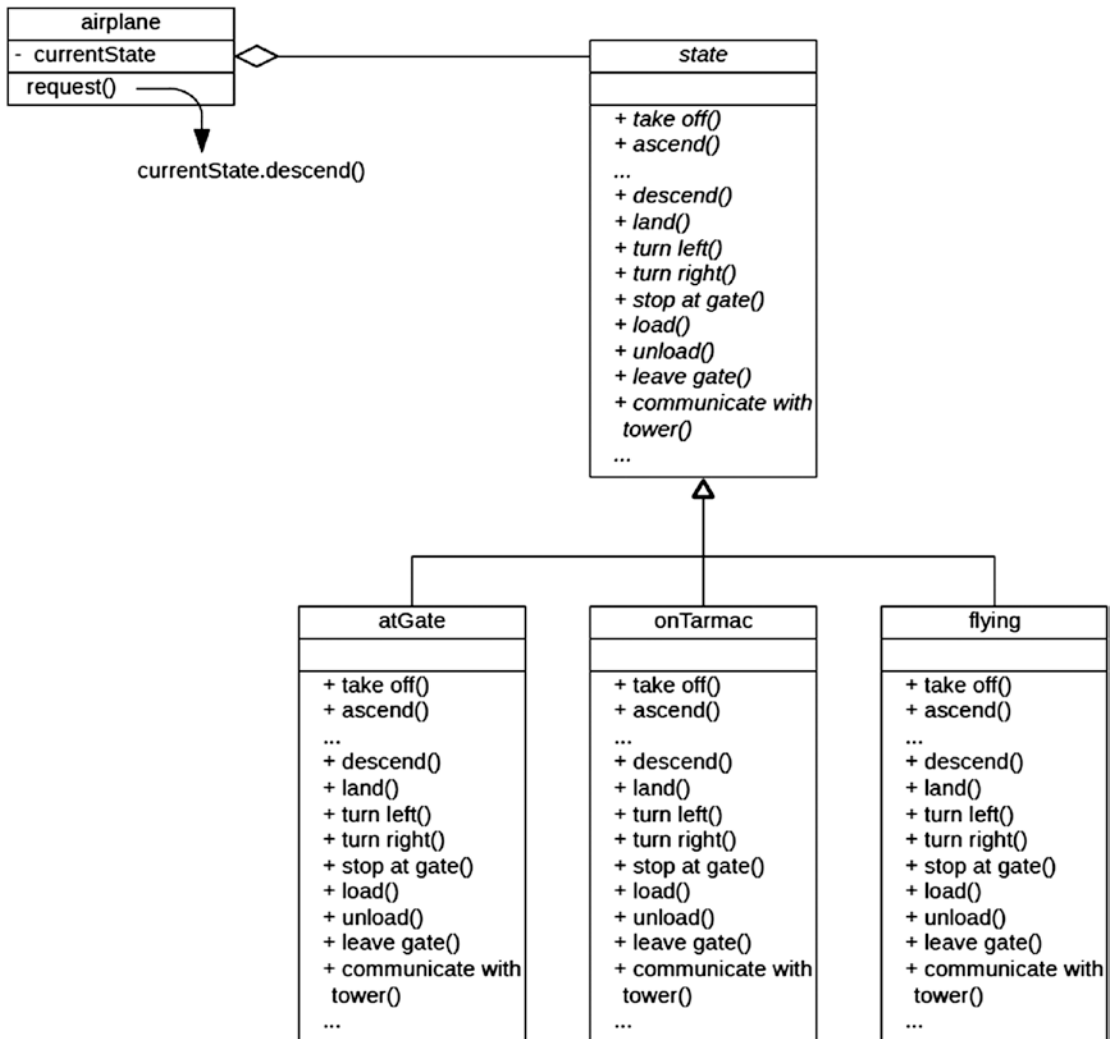 airplane
- currentState
request()
currentState.descend()
state
+ take off()
+ ascend()
...
+ descend()
+ land()
+ turn left()
+ turn right()
+ stop at gate()
+ load()
+ unload()
+ leave gate()
+ communicate with
tower()
...
atGate
+ take off()
+ ascend()
...
+ descend()
+ land()
+ turn left()
+ turn right()
+ stop at gate()
+ load()
+ unload()
+ leave gate()
+ communicate with
tower()
...
onTarmac
+ take off()
+ ascend()
...
+ descend()
+ land()
+ turn left()
+ turn right()
+ stop at gate()
+ load()
+ unload()
+ leave gate()
+ communicate with
tower()
...
flying
+ take off()
+ ascend()
...
+ descend()
+ land()
+ turn left()
+ turn right()
+ stop at gate()
+ load()
+ unload()
+ leave gate()
+ communicate with
tower()
...